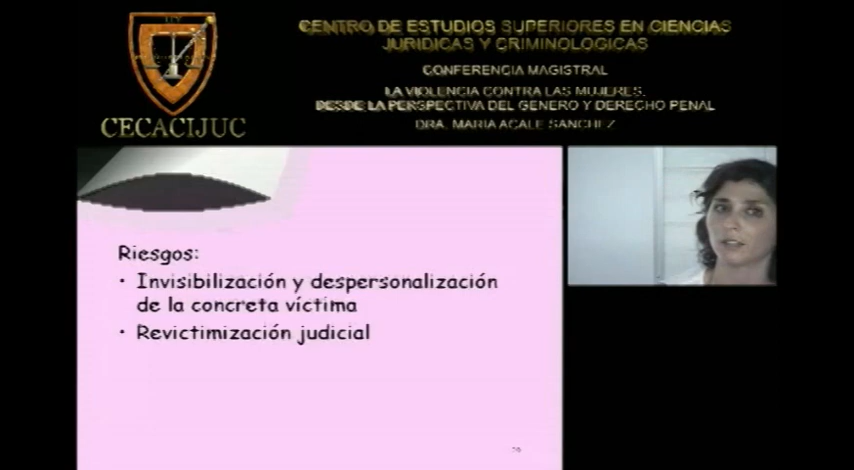 CENTRO DE ESTUDIOS SUPERIORES EN CIENCIAS
JURIDICAS Y CRIMINOLOGICAS
CONFERENCIA MAGISTRAL
LA VIOLENCIA CONTRA LAS MUJERES.
DESDE LA PERSPECTIVA DEL GENERO Y DERECHO PENAL
DRA. MARIA ACALE SANCHEZ
CECACIJUC
Riesgos:
• Invisibilización y despersonalización
de la concreta víctima
• Revictimización judicial